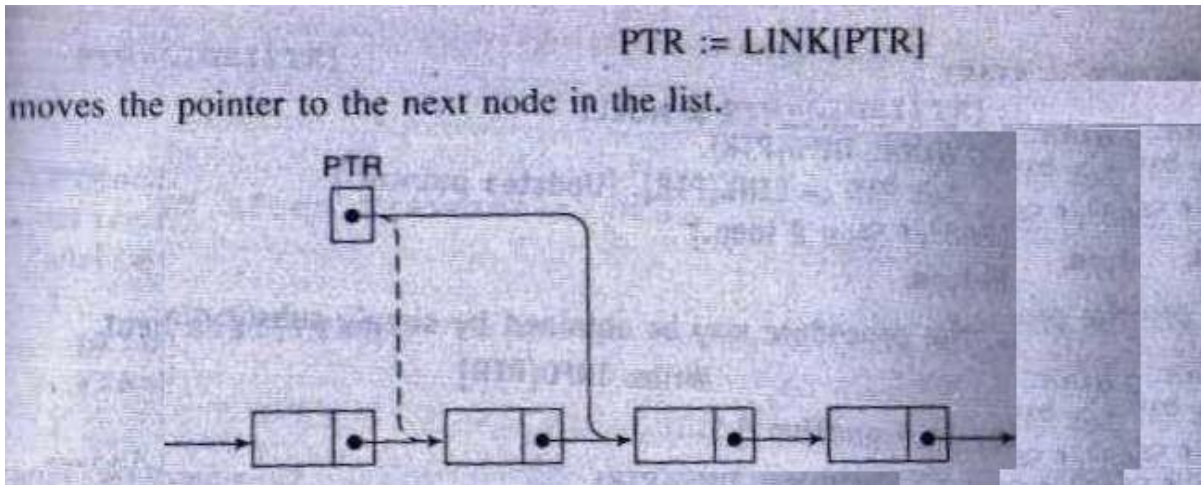 PTR := LINK[PTR]
moves the pointer to the next node in the list.
PTR